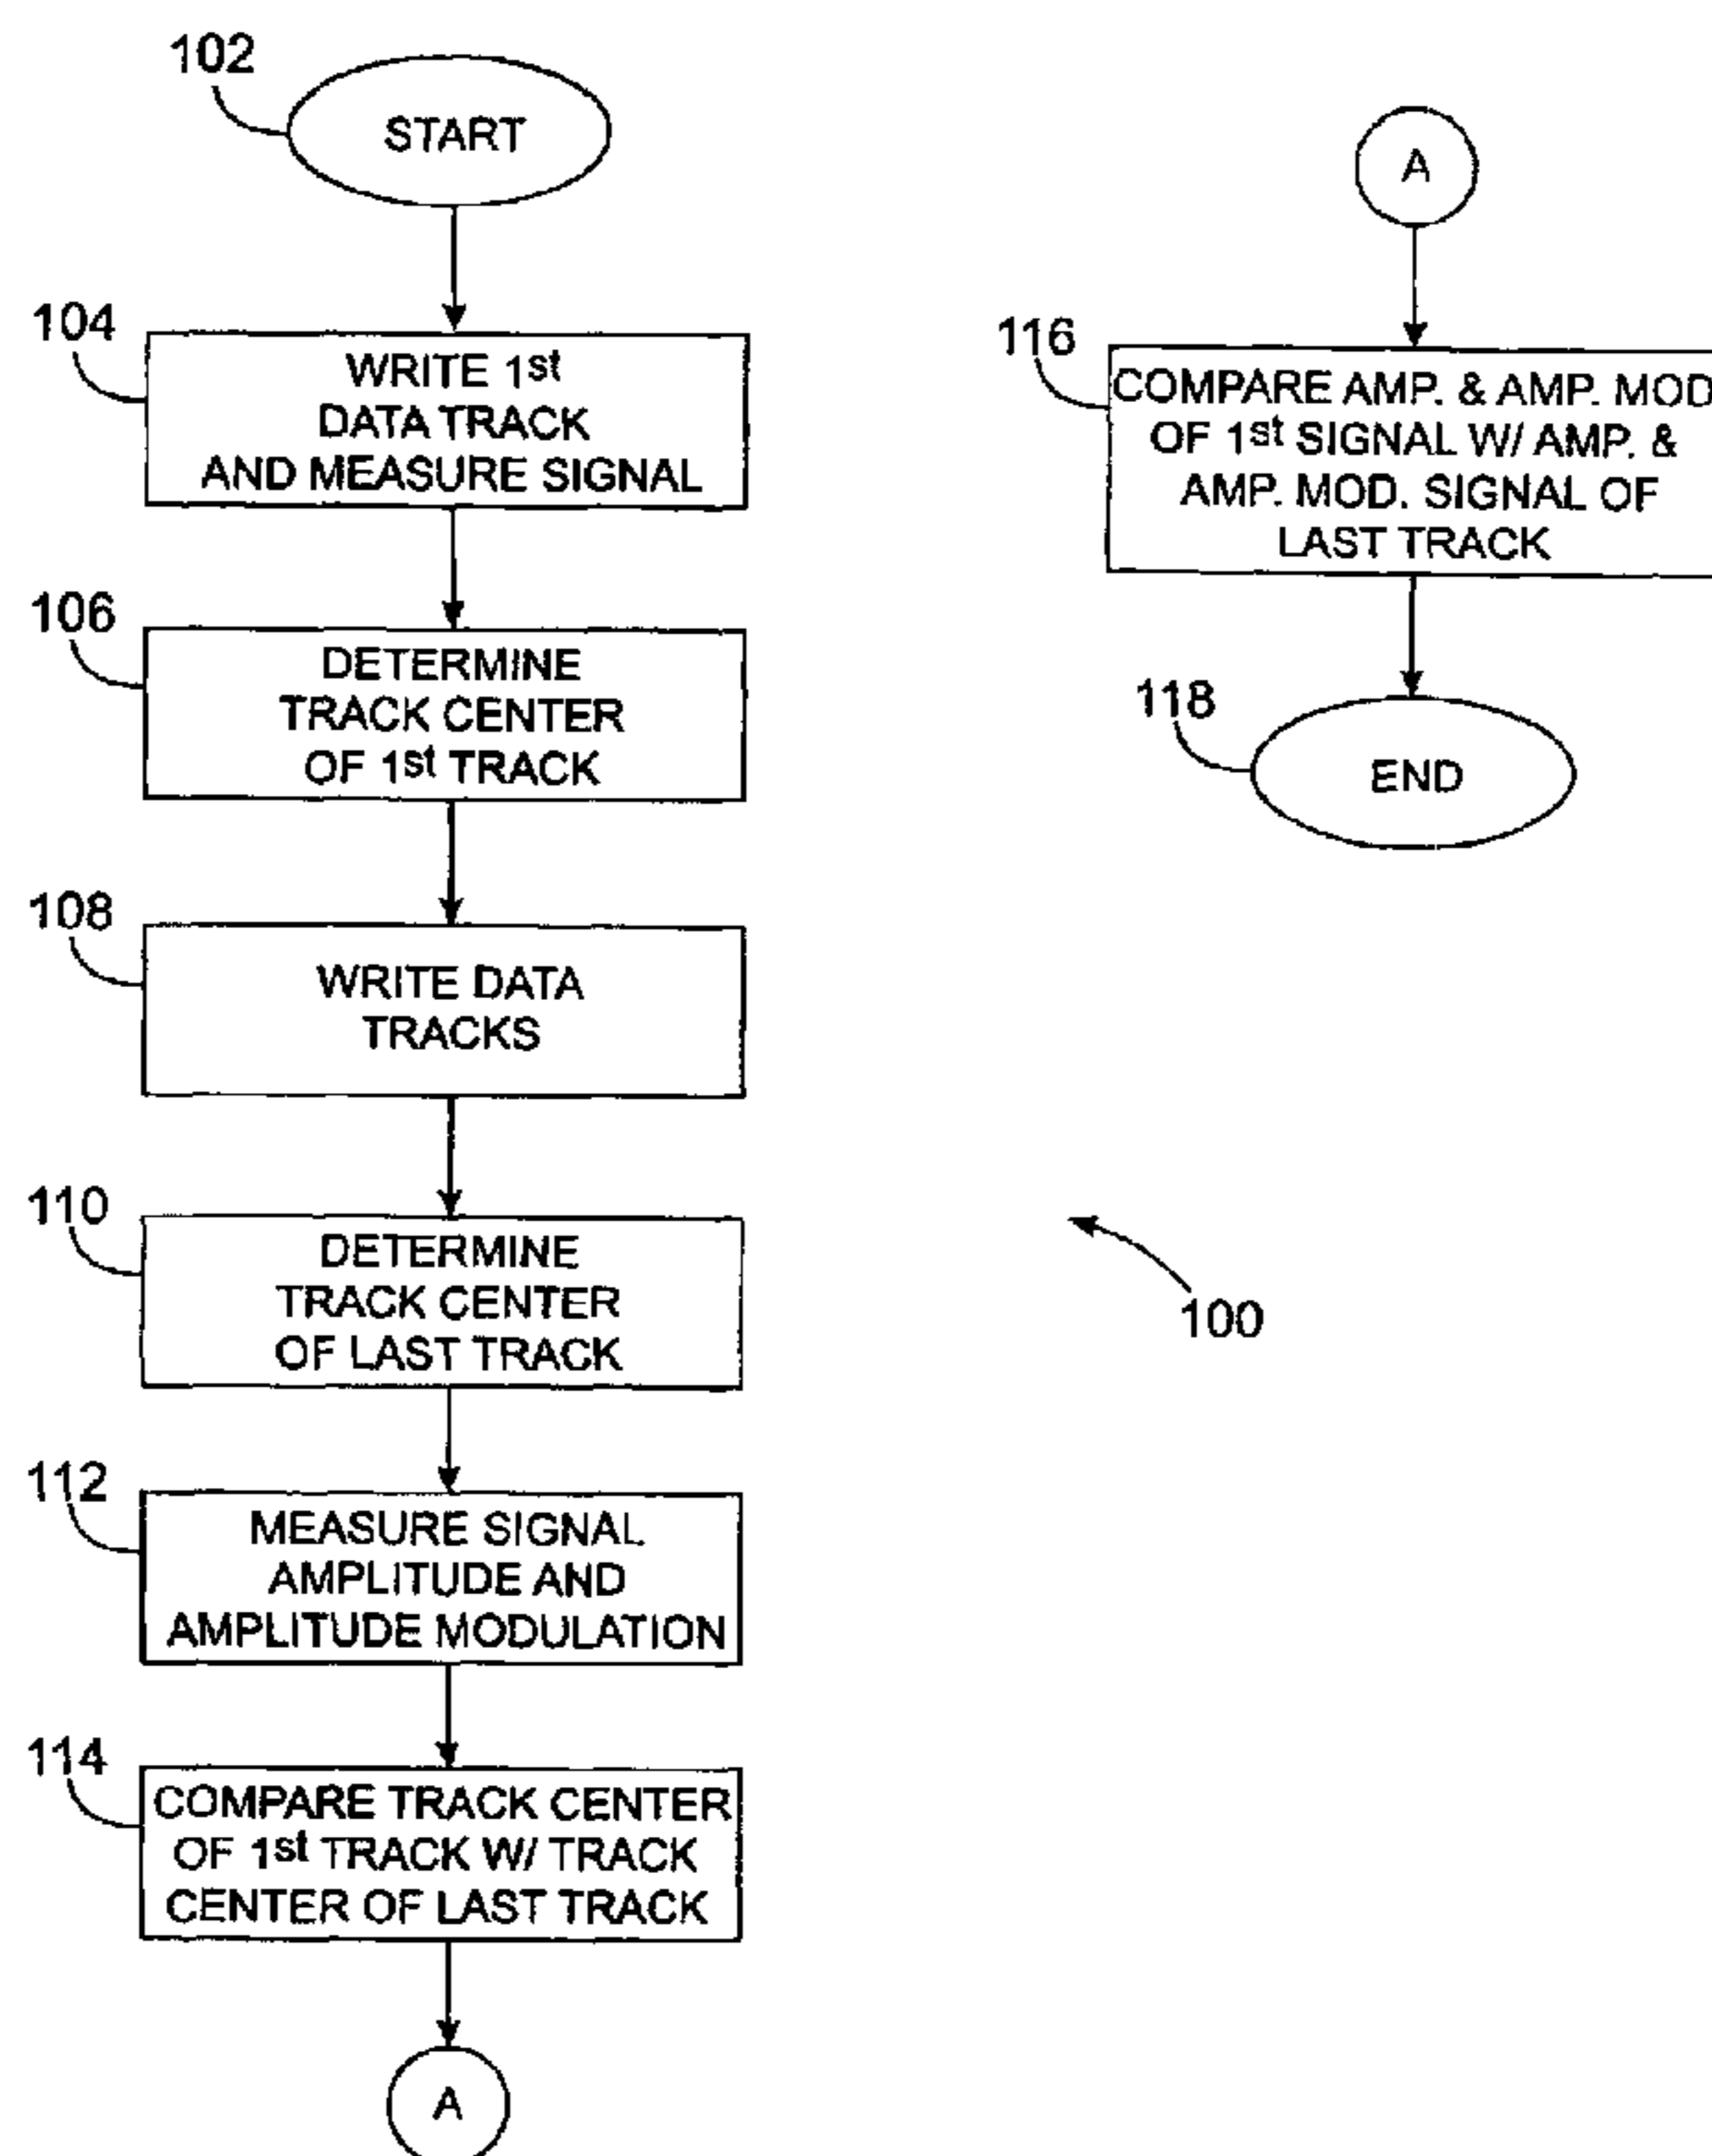 102
START
104
WRITE 1st
DATA TRACK
AND MEASURE SIGNAL
106
DETERMINE
TRACK CENTER
OF 1st TRACK
108
WRITE DATA
TRACKS
110
DETERMINE
TRACK CENTER
OF LAST TRACK
112
MEASURE SIGNAL
AMPLITUDE AND
AMPLITUDE MODULATION
114
COMPARE TRACK CENTER
OF 1st TRACK W/ TRACK
CENTER OF LAST TRACK
A
A
116
COMPARE AMP. & AMP. MOD
OF 1st SIGNAL W/ AMP. &
AMP. MOD. SIGNAL OF
LAST TRACK
118
END
100